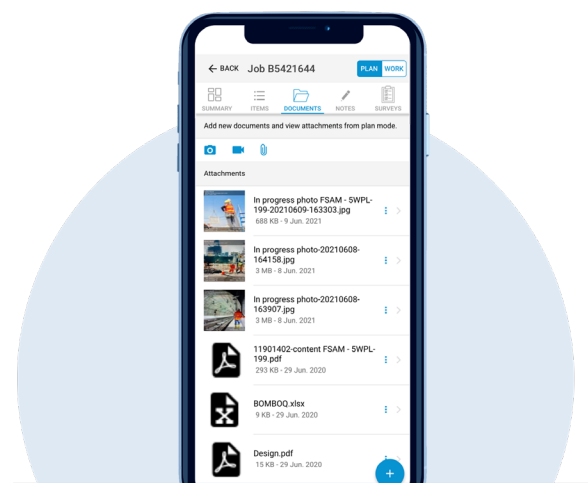 ← BACK Job B5421644 PLAN WORK
SUMMARY ITEMS DOCUMENTS NOTES SURVEYS
Add new documents and view attachments from plan mode.
Attachments
In progress photo FSAM - 5WPL-
199-20210609-163303.jpg
688 KB - 9 Jun. 2021
In progress photo-20210608-
164158.jpg
3 MB - 8 Jun. 2021
In progress photo-20210608-
163907.jpg
3 MB - 8 Jun. 2021
11901402-content FSAM - 5WPL-
199.pdf
293 KB - 29 Jun. 2020
BOMBOQ.xlsx
9 KB - 29 Jun. 2020
Design.pdf
15 KB - 29 Jun. 2020